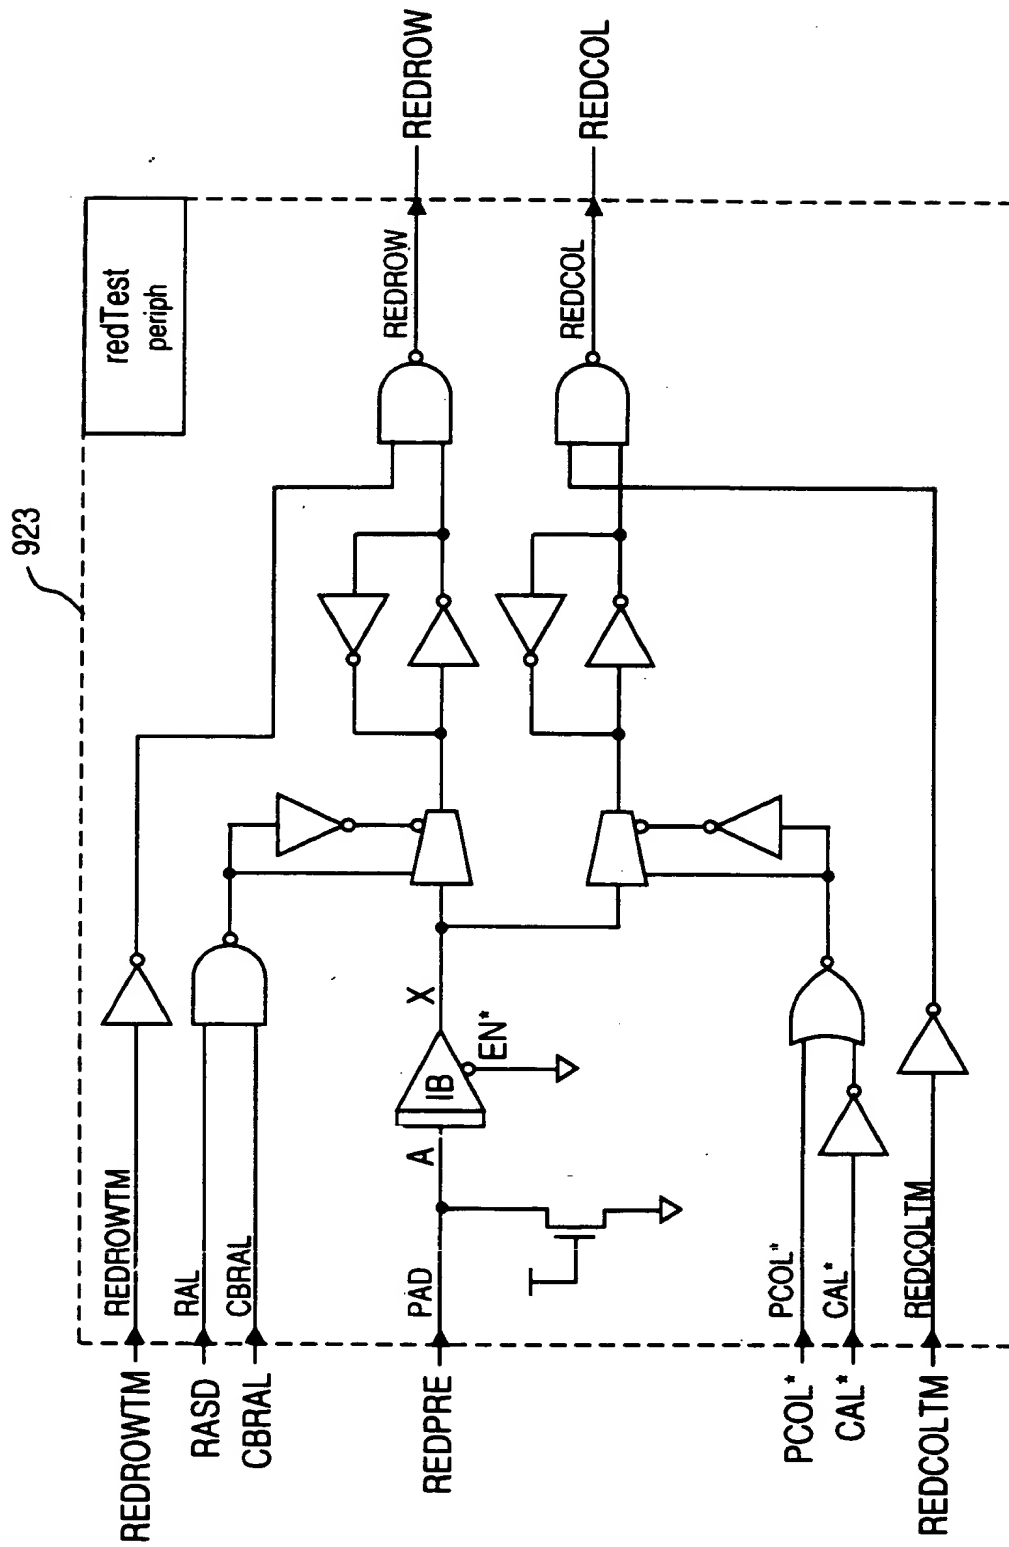 923
redTest
periph
REDROWTM
REDROWTM
RASD
RAL
CBRAL
CBRAL
REDPRE
PAD
A
IB
X
EN*
PCOL*
PCOL*
CAL*
CAL*
REDCOLTM
REDCOLTM
REDROW
REDROW
REDCOL
REDCOL